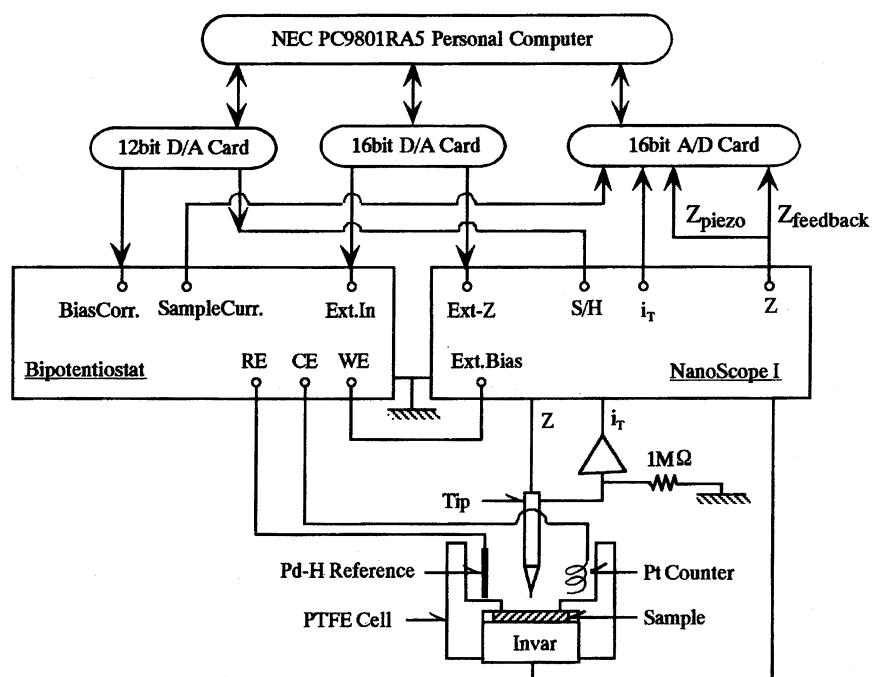 NEC PC9801RA5 Personal Computer
12bit D/A Card
16bit D/A Card
16bit A/D Card
Zpiezo
Zfeedback
BiasCorr.
SampleCurr.
Ext.In
Ext-Z
S/H
iT
Z
Bipotentiostat
RE
CE
WE
Ext.Bias
NanoScope I
Z
iT
1MΩ
Tip
Pd-H Reference
Pt Counter
PTFE Cell
Sample
Invar